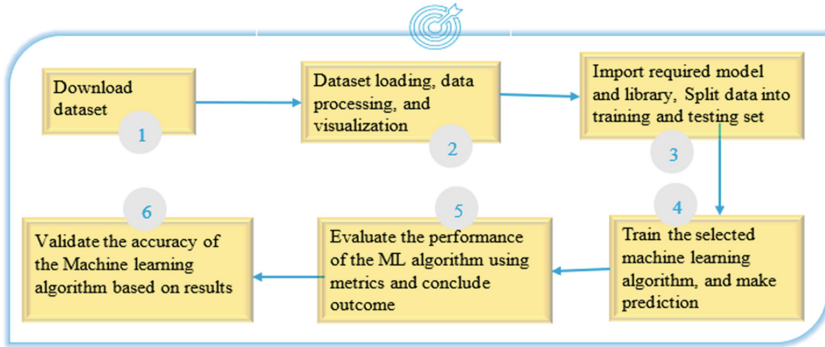 Download
dataset
1
Dataset loading, data
processing, and
visualization
2
Import required model
and library, Split data into
training and testing set
3
4
Train the selected
machine learning
algorithm, and make
prediction
5
Evaluate the performance
of the ML algorithm using
metrics and conclude
outcome
6
Validate the accuracy of
the Machine learning
algorithm based on results